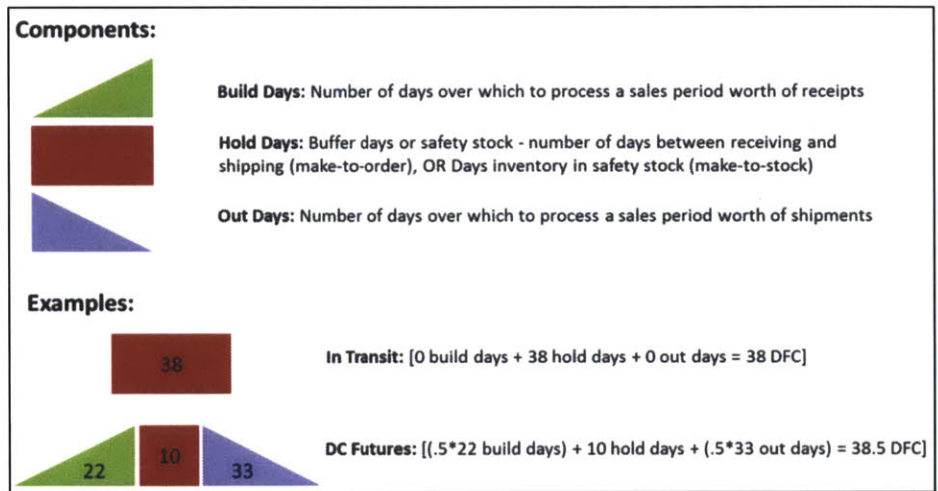 Components:
Build Days: Number of days over which to process a sales period worth of receipts
Hold Days: Buffer days or safety stock - number of days between receiving and
shipping (make-to-order), OR Days inventory in safety stock (make-to-stock)
Out Days: Number of days over which to process a sales period worth of shipments
Examples:
38
In Transit: [0 build days + 38 hold days + 0 out days = 38 DFC]
22
10
33
DC Futures: [(.5*22 build days) + 10 hold days + (.5*33 out days) = 38.5 DFC]